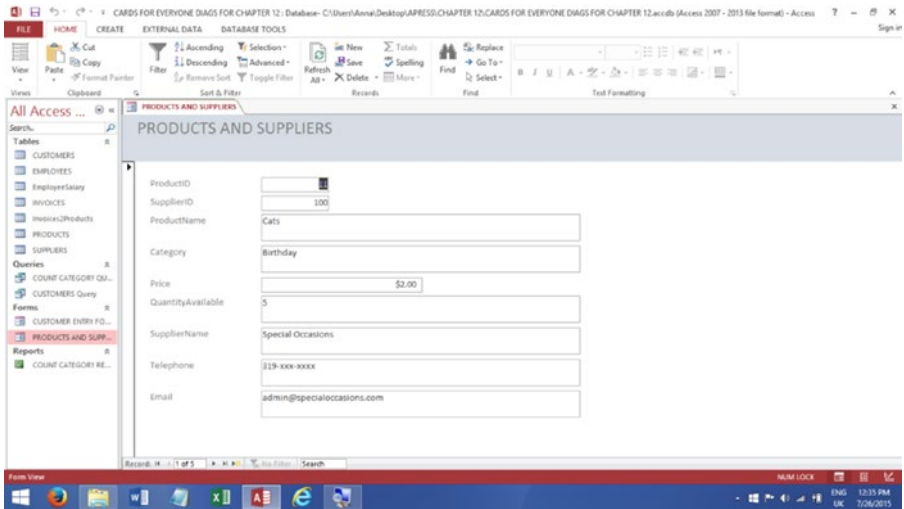 CARDS FOR EVERYONE DIAGS FOR CHAPTER 12 : Database- C:\Users\Anna\Desktop\APRESS\CHAPTER 12\CARDS FOR EVERYONE DIAGS FOR CHAPTER 12.accdb (Access 2007 - 2013 file format) - Access
Sign in
FILE HOME CREATE EXTERNAL DATA DATABASE TOOLS
View
Views
Paste
Cut
Copy
Format Painter
Clipboard
Filter
Ascending
Descending
Remove Sort
Selection
Advanced
Toggle Filter
Sort & Filter
Refresh All
New
Save
Delete
Totals
Spelling
More
Records
Find
Replace
Go To
Select
Find
B I U A
Text Formatting
All Access ...
Search..
Tables
CUSTOMERS
EMPLOYEES
EmployeeSalary
INVOICES
Invoices2Products
PRODUCTS
SUPPLIERS
Queries
COUNT CATEGORY QU...
CUSTOMERS Query
Forms
CUSTOMER ENTRY FO...
PRODUCTS AND SUPP...
Reports
COUNT CATEGORY RE...
PRODUCTS AND SUPPLIERS
PRODUCTS AND SUPPLIERS
ProductID
SupplierID 100
ProductName Cats
Category Birthday
Price $2.00
QuantityAvailable 5
SupplierName Special Occasions
Telephone 319-xxx-xxxx
Email admin@specialoccasions.com
Record: 1 of 5 No Filter Search
Form View
NUM LOCK
ENG 12:35 PM
UK 7/26/2015